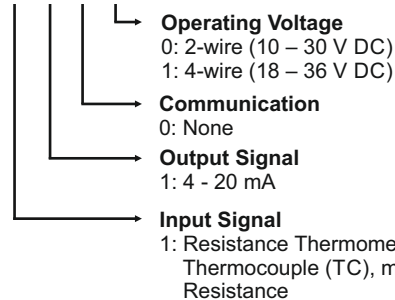 Operating Voltage
0: 2-wire (10 – 30 V DC)
1: 4-wire (18 – 36 V DC)
Communication
0: None
Output Signal
1: 4 - 20 mA
Input Signal
1: Resistance
Thermocouple (TC),
Resistance